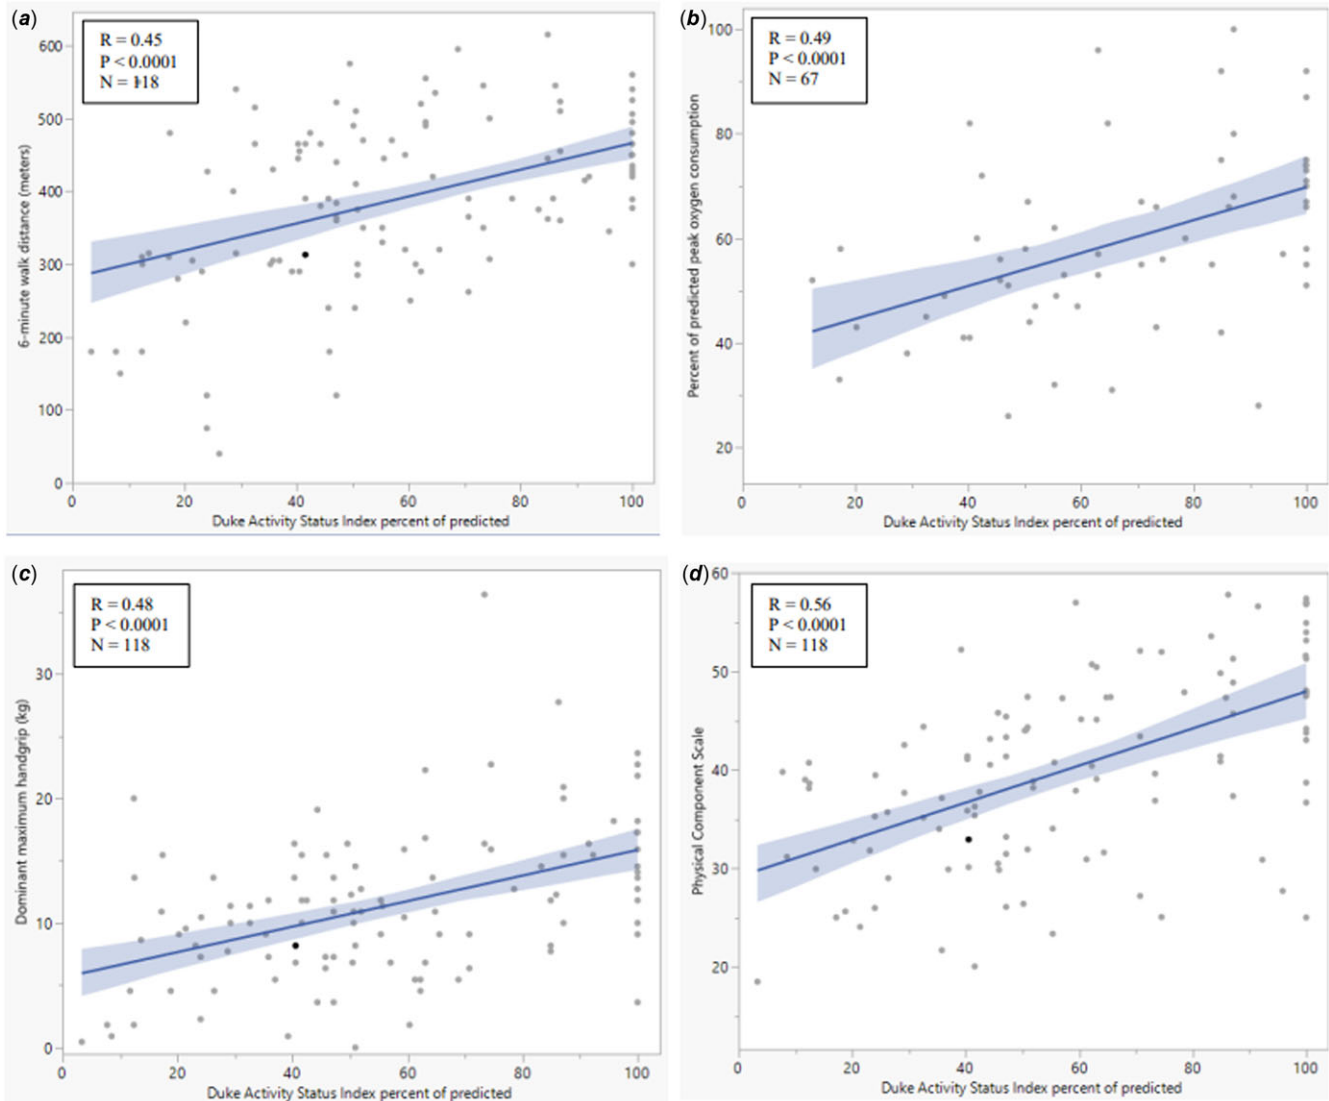 (a)
R = 0.45
P < 0.0001
N = 118
6-minute walk distance (meters)
600
500
400
300
200
100
0
0 20 40 60 80 100
Duke Activity Status Index percent of predicted
(b)
R = 0.49
P < 0.0001
N = 67
Percent of predicted peak oxygen consumption
100
80
60
40
20
0 20 40 60 80 100
Duke Activity Status Index percent of predicted
(c)
R = 0.48
P < 0.0001
N = 118
Dominant maximum handgrip (kg)
30
20
10
0
0 20 40 60 80 100
Duke Activity Status Index percent of predicted
(d)
R = 0.56
P < 0.0001
N = 118
Physical Component Scale
60
50
40
30
20
0 20 40 60 80 100
Duke Activity Status Index percent of predicted